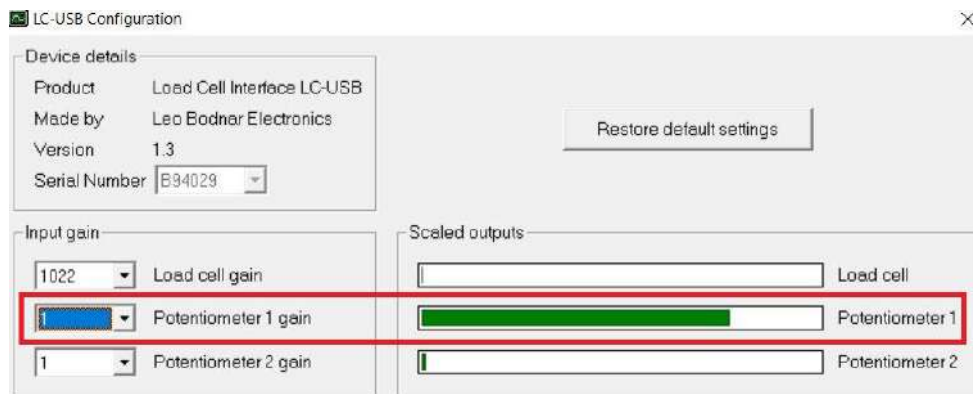 LC-USB Configuration
Device details
Product Load Cell Interface LC-USB
Made by Leo Bodnar Electronics
Version 1.3
Serial Number B94029
Restore default settings
Input gain
1022 Load cell gain
1 Potentiometer 1 gain
1 Potentiometer 2 gain
Scaled outputs
Load cell
Potentiometer 1
Potentiometer 2